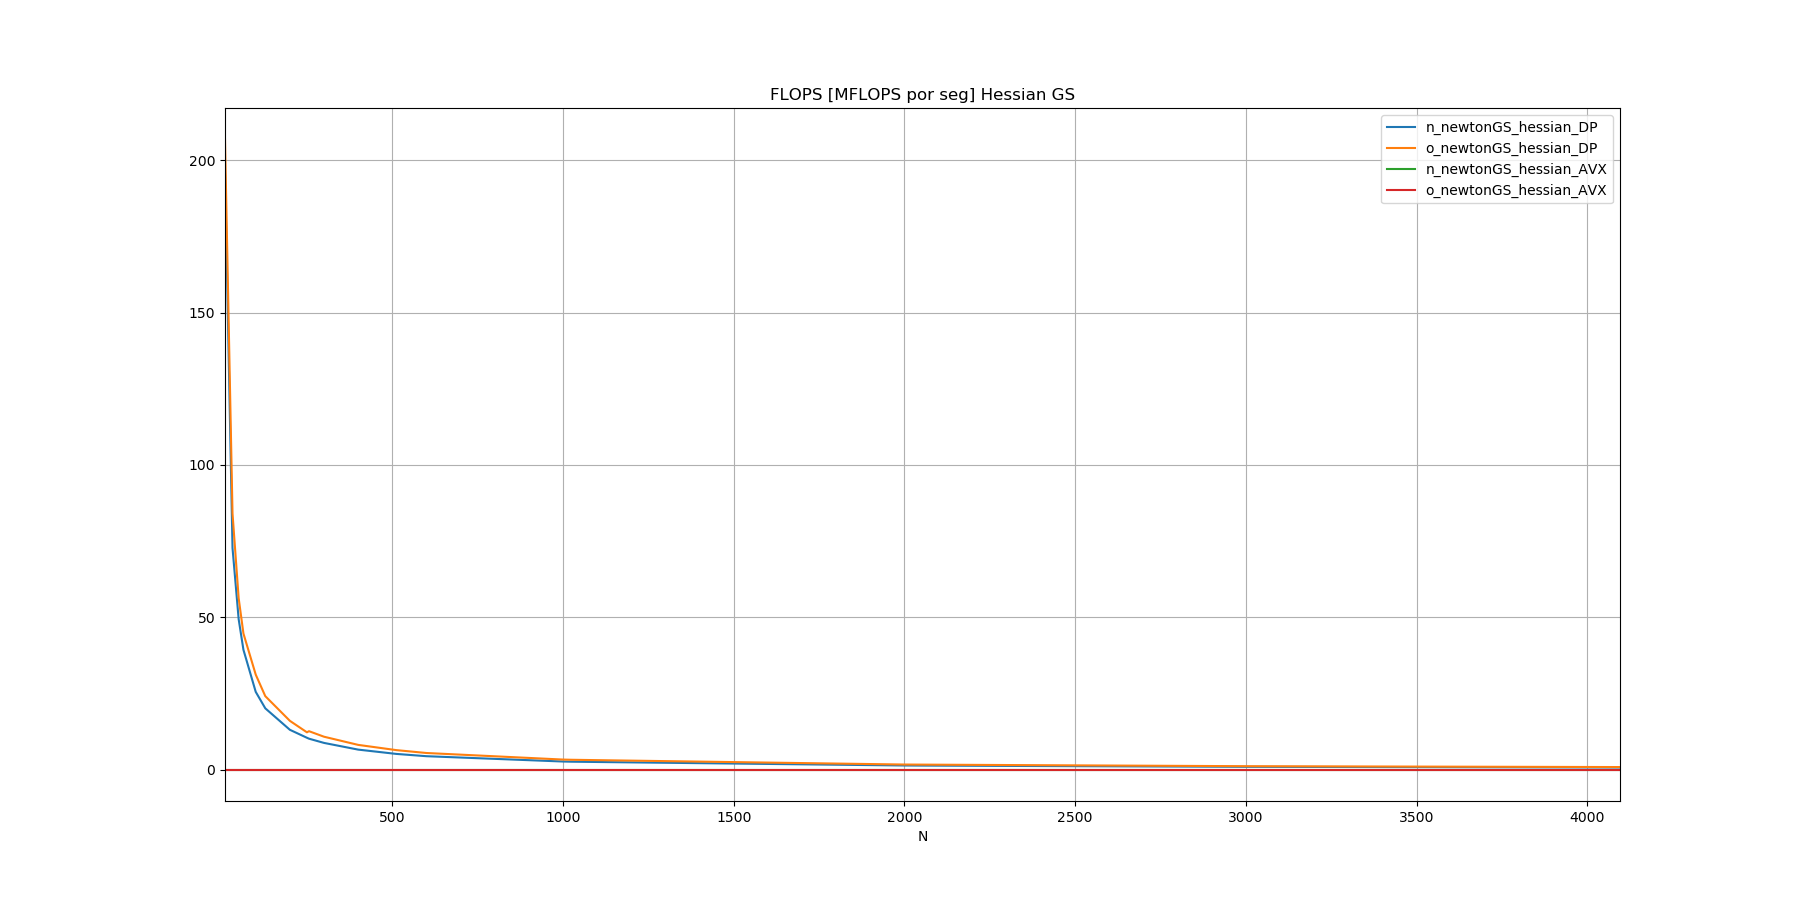 FLOPS [MFLOPS por seg] Hessian GS
n_newtonGS_hessian_DP
o_newtonGS_hessian_DP
n_newtonGS_hessian_AVX
o_newtonGS_hessian_AVX
200
150
100
50
0
500 1000 1500 2000 2500 3000 3500 4000
N